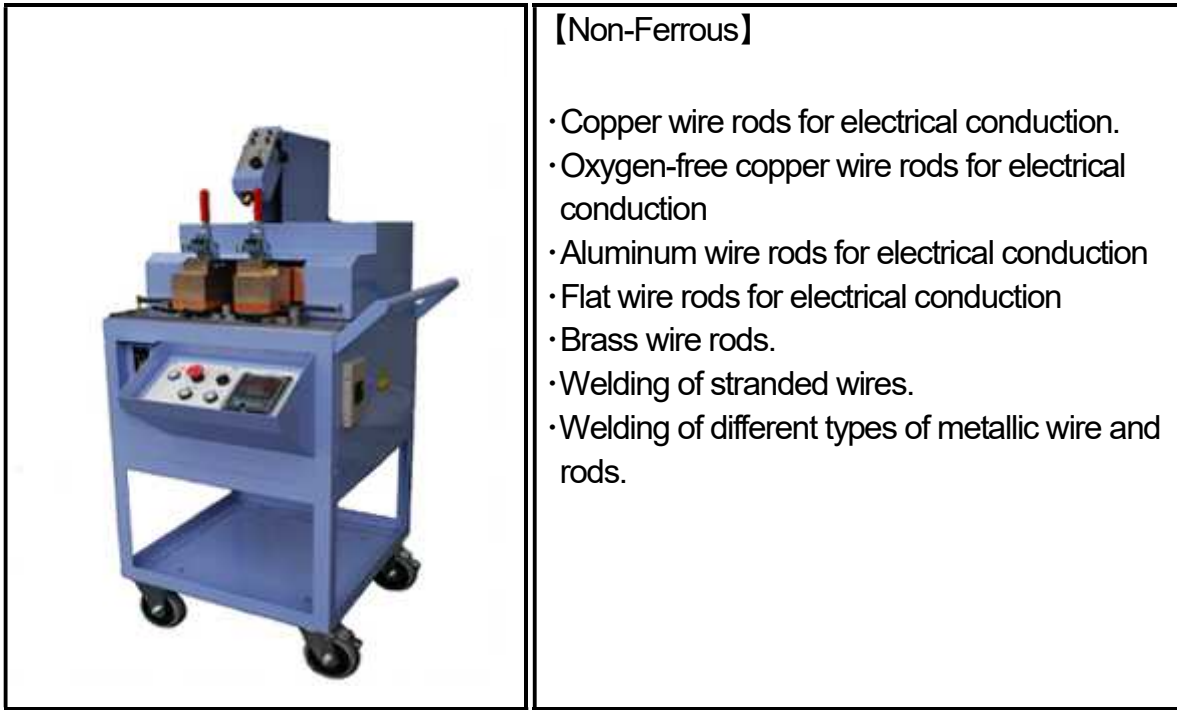 【Non-Ferrous】
･Copper wire rods for electrical conduction.
･Oxygen-free copper wire rods for electrical
conduction
･Aluminum wire rods for electrical conduction
･Flat wire rods for electrical conduction
･Brass wire rods.
･Welding of stranded wires.
･Welding of different types of metallic wire and
rods.